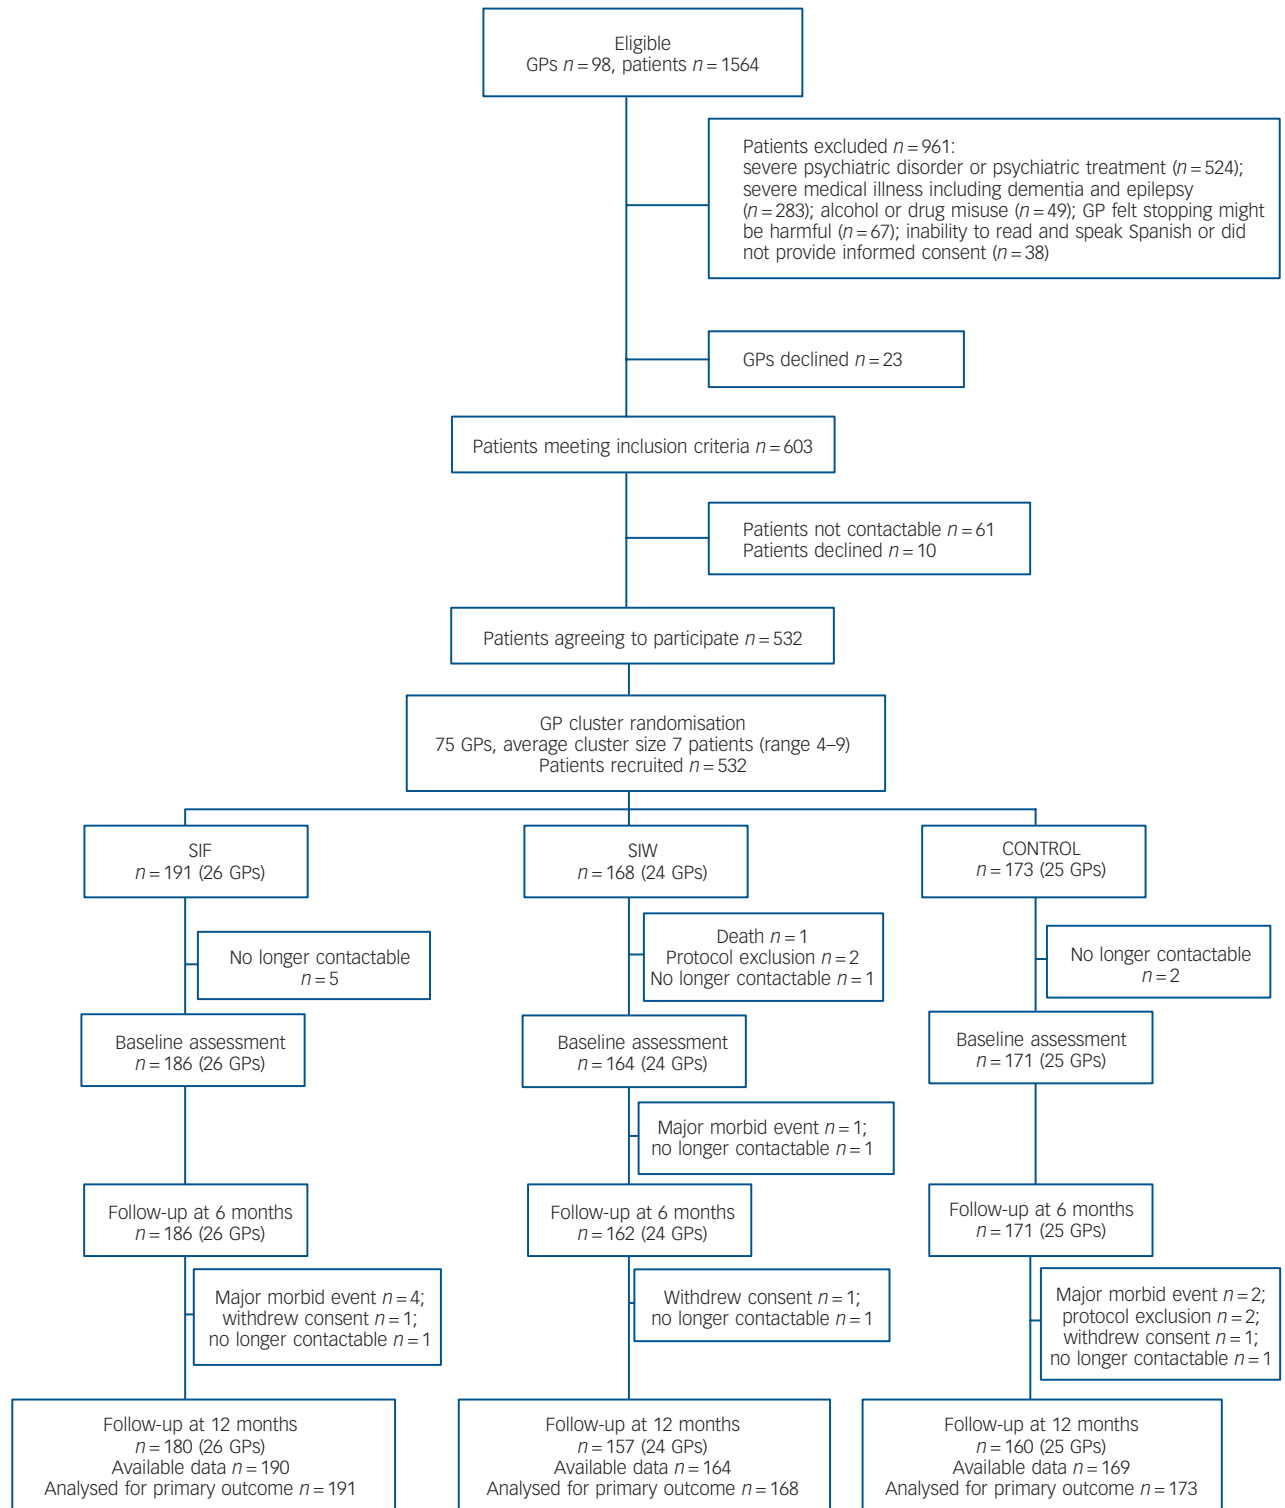 Eligible
GPs n = 98, patients n = 1564
Patients excluded n = 961:
severe psychiatric disorder or psychiatric treatment (n = 524);
severe medical illness including dementia and epilepsy
(n = 283); alcohol or drug misuse (n = 49); GP felt stopping might
be harmful (n = 67); inability to read and speak Spanish or did
not provide informed consent (n = 38)
GPs declined n = 23
Patients meeting inclusion criteria n = 603
Patients not contactable n = 61
Patients declined n = 10
Patients agreeing to participate n = 532
GP cluster randomisation
75 GPs, average cluster size 7 patients (range 4–9)
Patients recruited n = 532
SIF
n = 191 (26 GPs)
SIW
n = 168 (24 GPs)
CONTROL
n = 173 (25 GPs)
No longer contactable
n = 5
Death n = 1
Protocol exclusion n = 2
No longer contactable n = 1
No longer contactable
n = 2
Baseline assessment
n = 186 (26 GPs)
Baseline assessment
n = 164 (24 GPs)
Baseline assessment
n = 171 (25 GPs)
Major morbid event n = 1;
no longer contactable n = 1
Follow-up at 6 months
n = 186 (26 GPs)
Follow-up at 6 months
n = 162 (24 GPs)
Follow-up at 6 months
n = 171 (25 GPs)
Major morbid event n = 4;
withdrew consent n = 1;
no longer contactable n = 1
Withdrew consent n = 1;
no longer contactable n = 1
Major morbid event n = 2;
protocol exclusion n = 2;
withdrew consent n = 1;
no longer contactable n = 1
Follow-up at 12 months
n = 180 (26 GPs)
Available data n = 190
Analysed for primary outcome n = 191
Follow-up at 12 months
n = 157 (24 GPs)
Available data n = 164
Analysed for primary outcome n = 168
Follow-up at 12 months
n = 160 (25 GPs)
Available data n = 169
Analysed for primary outcome n = 173